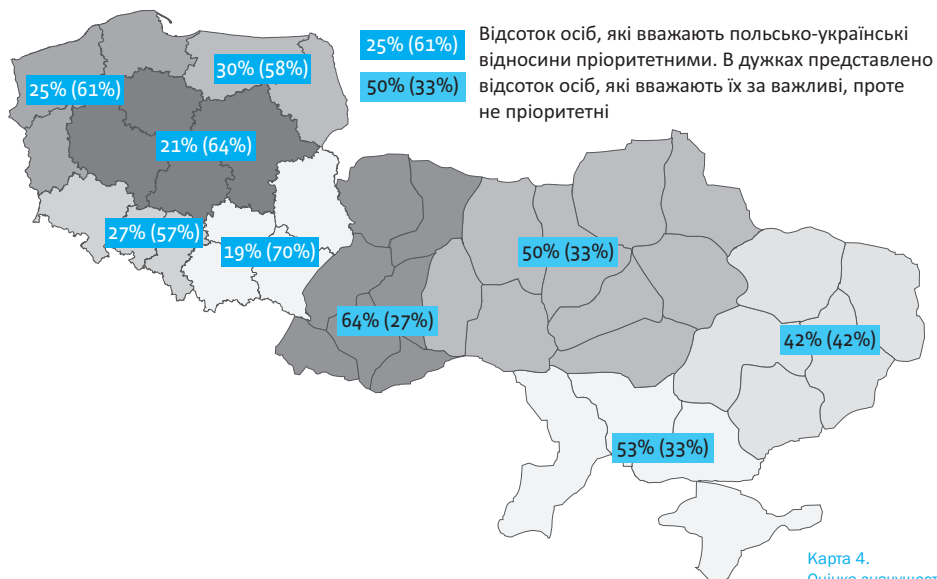 25% (61%)
50% (33%)
Відсоток осіб, які вважають польсько-українські
відносини пріоритетними. В дужках представлено
відсоток осіб, які вважають їх за важливі, проте
не пріоритетні
30% (58%)
25% (61%)
21% (64%)
27% (57%)
19% (70%)
50% (33%)
64% (27%)
42% (42%)
53% (33%)
Карта 4.